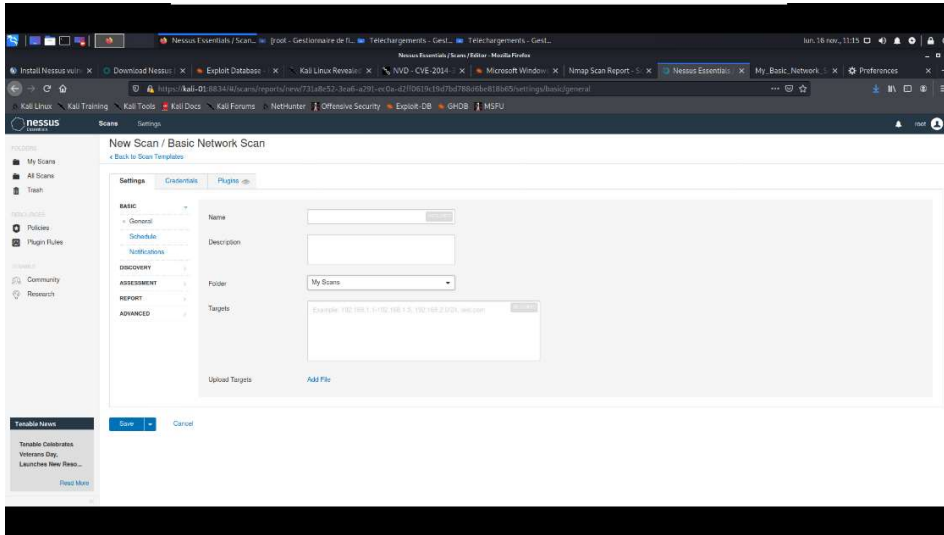 Nessus Essentials / Scan... [root - Gestionnaire de fi... Téléchargements - Gest... Téléchargements - Gest... lun. 16 nov., 11:15
Nessus Essentials / Scans / Editor - Mozilla Firefox
Install Nessus vuln Download Nessus Exploit Database - Kali Linux Revealed NVD - CVE-2014- Microsoft Window Nmap Scan Report - S Nessus Essentials My_Basic_Network_S Preferences
Kali Linux Kali Training Kali Tools Kali Docs Kali Forums NetHunter Offensive Security Exploit-DB GHDB MSFU
nessus Essentials Scans Settings root
FOLDERS
My Scans
All Scans
Trash
RESOURCES
Policies
Plugin Rules
Community
Research
Tenable News
Tenable Celebrates
Veterans Day,
Launches New Reso...
Read More
New Scan / Basic Network Scan
Back to Scan Templates
Settings Credentials Plugins
BASIC
General
Schedule
Notifications
DISCOVERY
ASSESSMENT
REPORT
ADVANCED
Name
Description
Folder My Scans
Targets
Upload Targets Add File
Save Cancel